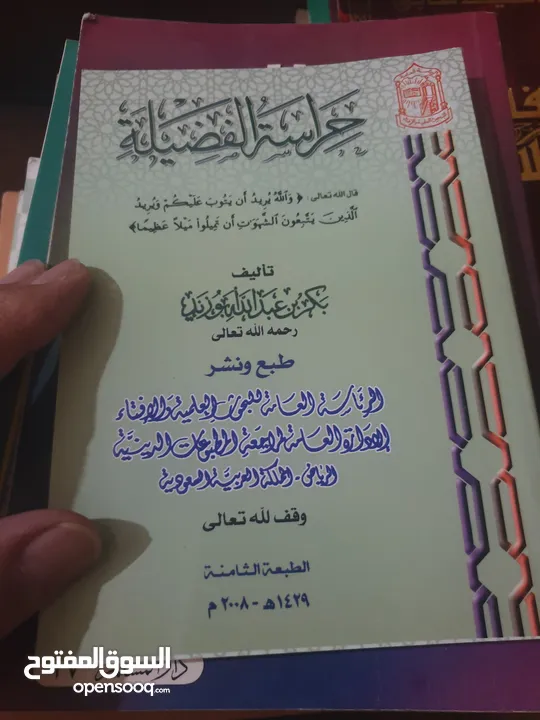 حراسة الفضيلة
قال الله تعالى: ﴿ وَاللَّهُ يُرِيدُ أَن يَتُوبَ عَلَيْكُمْ وَيُرِيدُ
الَّذِينَ يَتَّبِعُونَ الشَّهَوَٰتِ أَن تَمِيلُوا مَيْلاً عَظِيمًا ﴾
تأليف
بكر بن عبد الله أبو زيد
رحمه الله تعالى
طبع ونشر
الرئاسة العامة للبحوث العلمية والإفتاء
الإدارة العامة لمراجعة المطبوعات الدينية
الرياض - المملكة العربية السعودية
وقف لله تعالى
الطبعة الثامنة
١٤٢٩هـ - ٢٠٠٨م
السوق المفتوح
opensooq.com